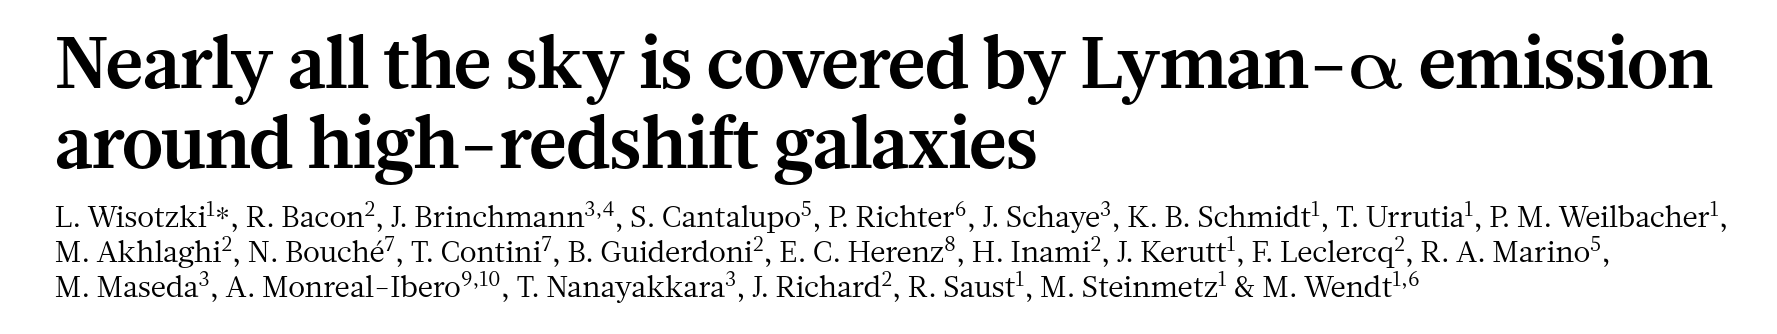 Nearly all the sky is covered by Lyman-α emission
around high-redshift galaxies
L. Wisotzki1*, R. Bacon2, J. Brinchmann3,4, S. Cantalupo5, P. Richter6, J. Schaye3, K. B. Schmidt1, T. Urrutia1, P. M. Weilbacher1,
M. Akhlaghi2, N. Bouché7, T. Contini7, B. Guiderdoni2, E. C. Herenz8, H. Inami2, J. Kerutt1, F. Leclercq2, R. A. Marino5,
M. Maseda3, A. Monreal-Ibero9,10, T. Nanayakkara3, J. Richard2, R. Saust1, M. Steinmetz1 & M. Wendt1,6